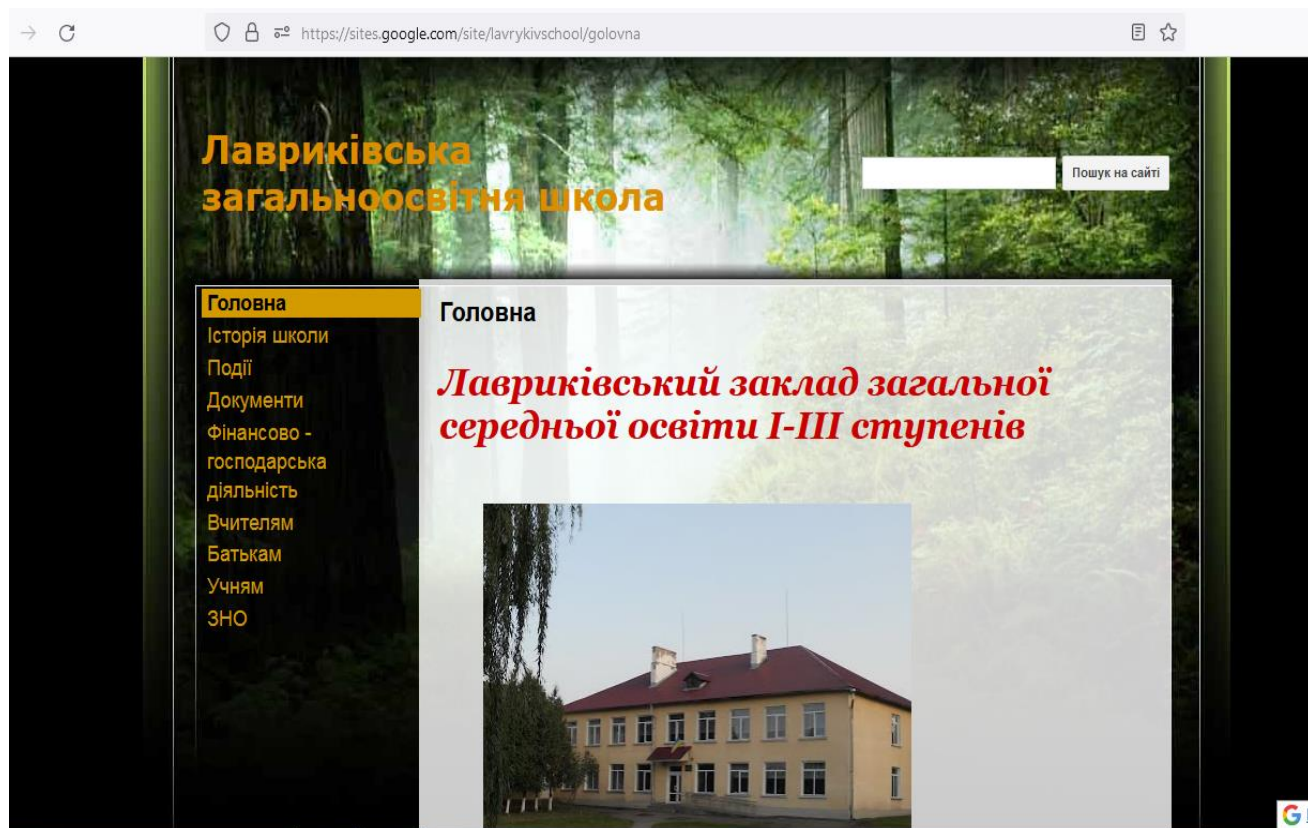 https://sites.google.com/site/lavrykivschool/golovna
Лавриківська
загальноосвітня школа
Пошук на сайті
Головна
Історія школи
Події
Документи
Фінансово -
господарська
діяльність
Вчителям
Батькам
Учням
ЗНО
Головна
Лавриківський заклад загальної
середньої освіти І-ІІІ ступенів